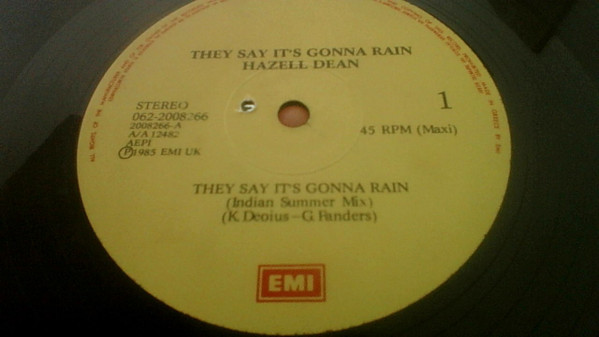 THEY SAY IT'S GONNA RAIN
HAZELL DEAN
STEREO
062-2008266
2008266-A
A/A 12482
AEPI
Ⓟ 1985 EMI UK
1
45 RPM (Maxi)
THEY SAY IT'S GONNA RAIN
(Indian Summer Mix)
(K. Deoius - G. Panders)
EMI